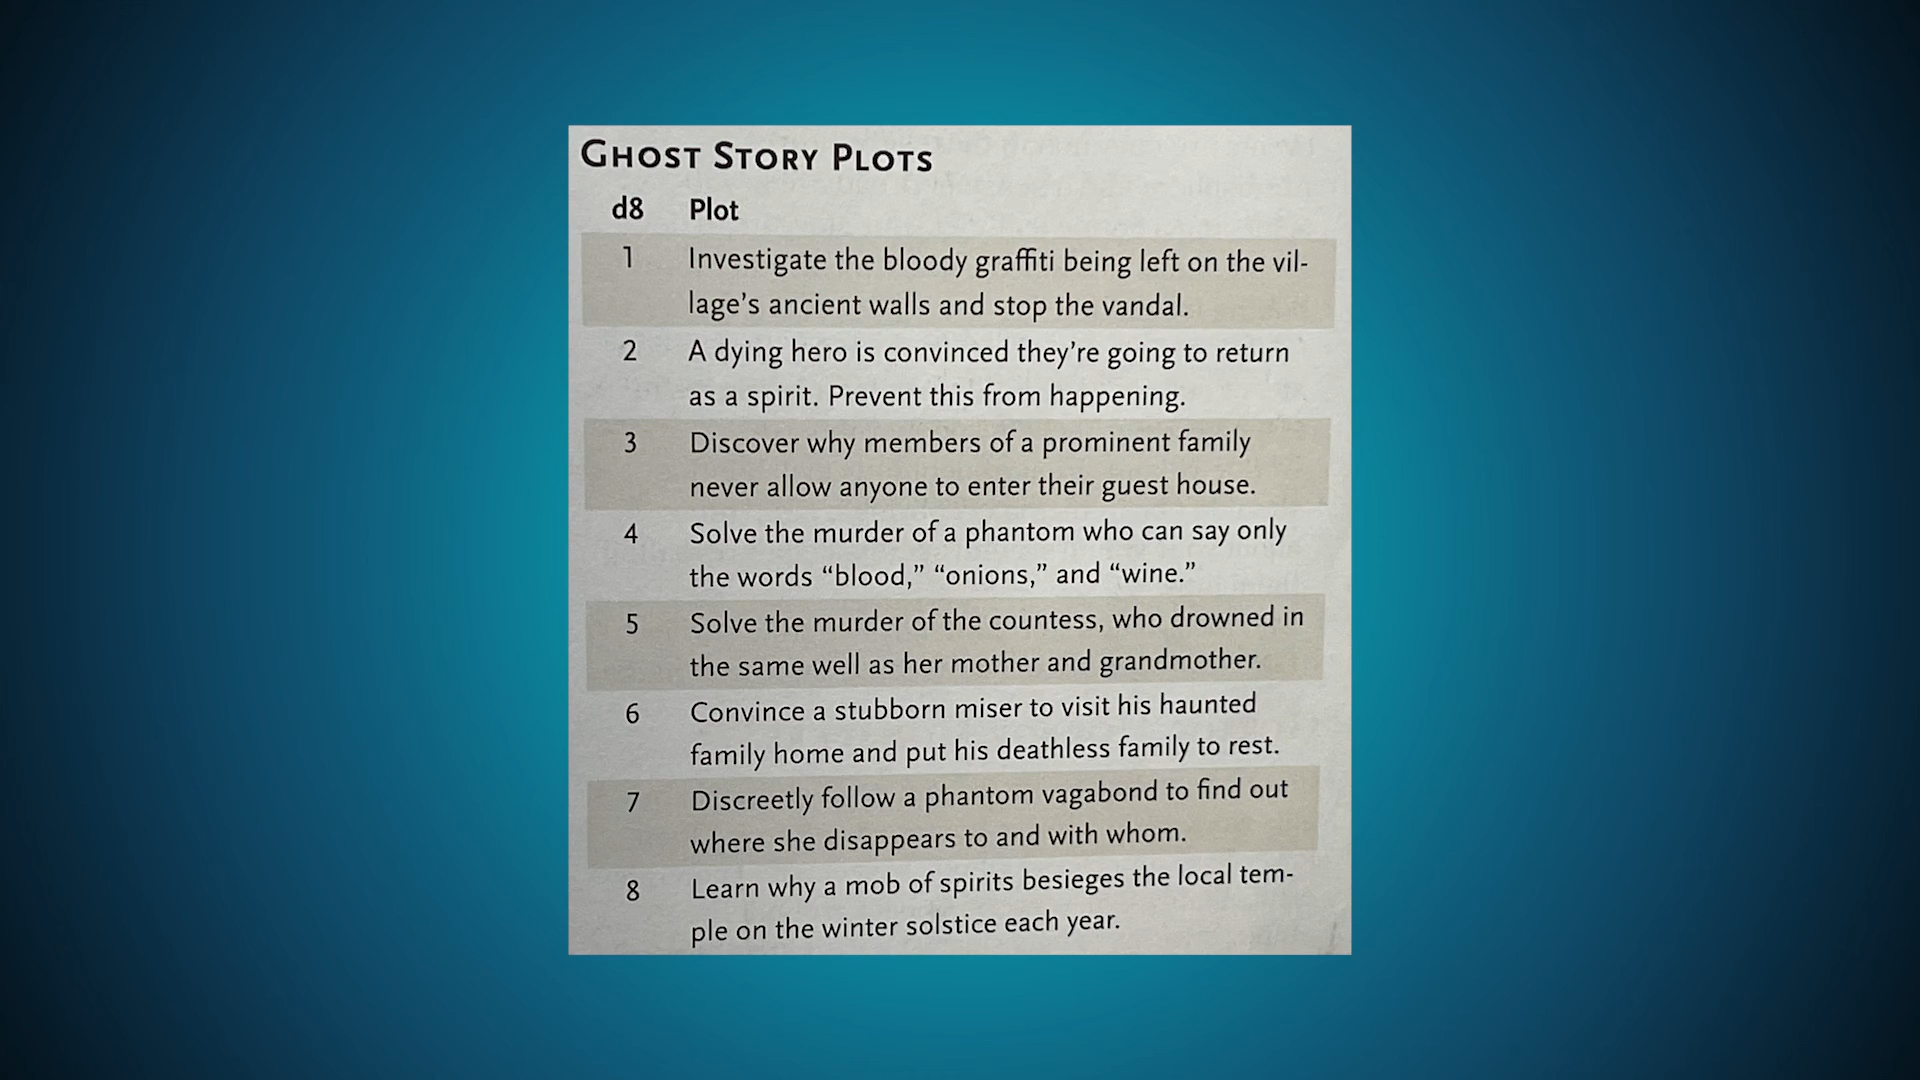 GHOST STORY PLOTS
d8 Plot
1 Investigate the bloody graffiti being left on the vil-
lage's ancient walls and stop the vandal.
2 A dying hero is convinced they're going to return
as a spirit. Prevent this from happening.
3 Discover why members of a prominent family
never allow anyone to enter their guest house.
4 Solve the murder of a phantom who can say only
the words “blood,” “onions,” and “wine.”
5 Solve the murder of the countess, who drowned in
the same well as her mother and grandmother.
6 Convince a stubborn miser to visit his haunted
family home and put his deathless family to rest.
7 Discreetly follow a phantom vagabond to find out
where she disappears to and with whom.
8 Learn why a mob of spirits besieges the local tem-
ple on the winter solstice each year.